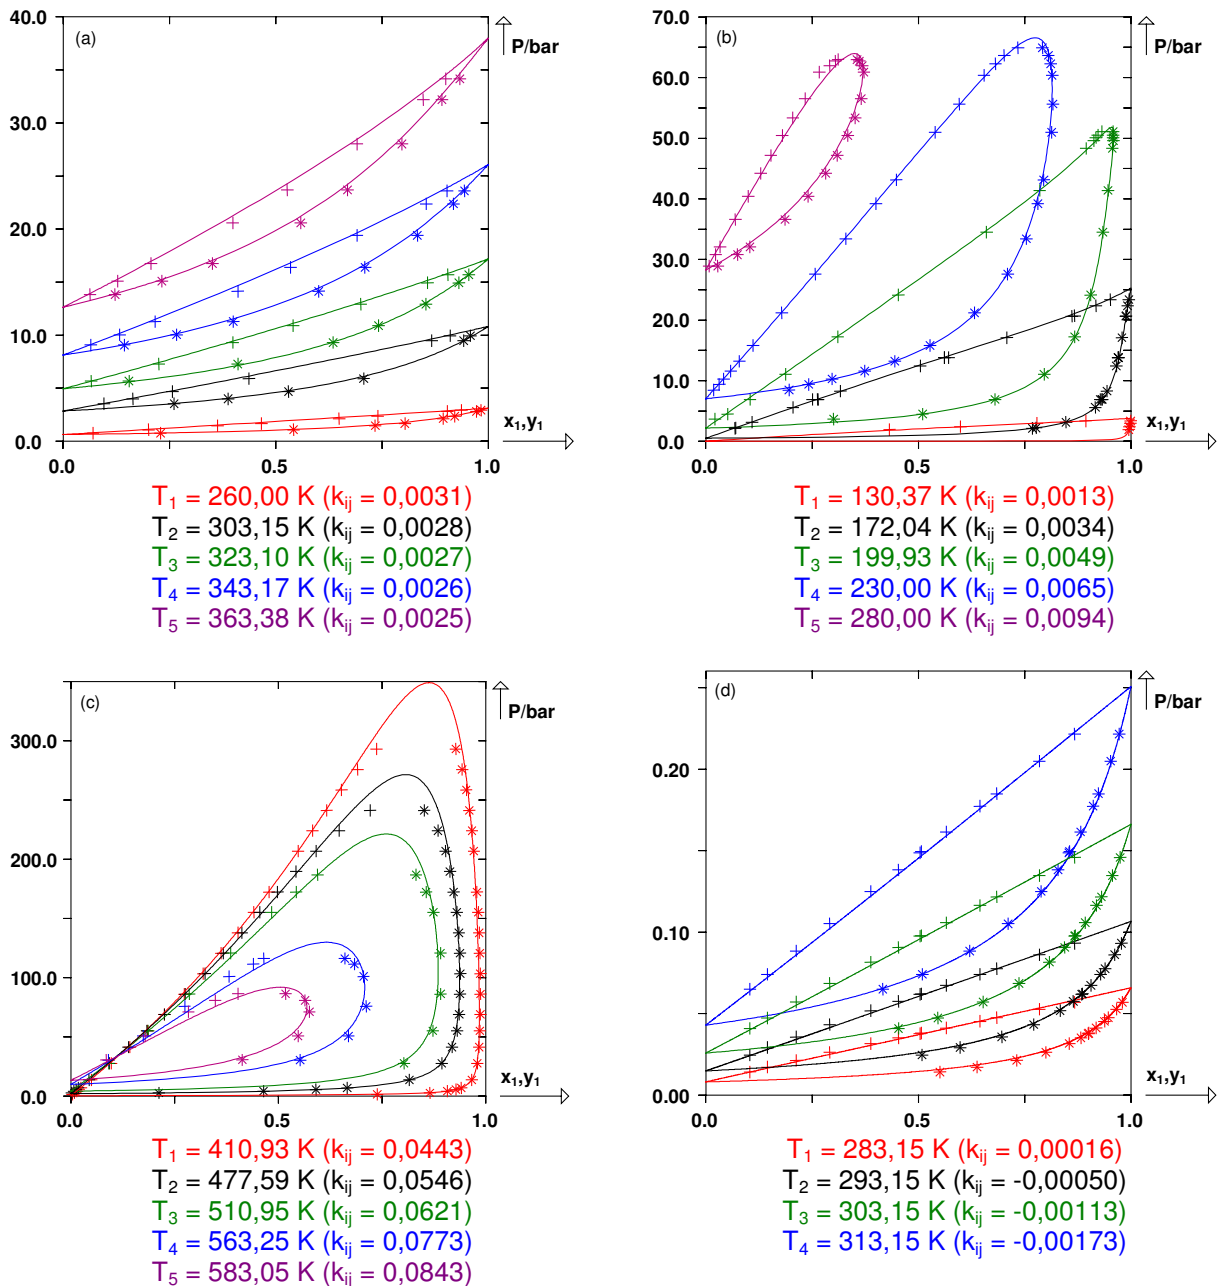 (a)
P/bar
40.0
30.0
20.0
10.0
0.0
x1,y1
0.0 0.5 1.0
T1 = 260,00 K (kij = 0,0031)
T2 = 303,15 K (kij = 0,0028)
T3 = 323,10 K (kij = 0,0027)
T4 = 343,17 K (kij = 0,0026)
T5 = 363,38 K (kij = 0,0025)
(b)
P/bar
70.0
60.0
50.0
40.0
30.0
20.0
10.0
0.0
x1,y1
0.0 0.5 1.0
T1 = 130,37 K (kij = 0,0013)
T2 = 172,04 K (kij = 0,0034)
T3 = 199,93 K (kij = 0,0049)
T4 = 230,00 K (kij = 0,0065)
T5 = 280,00 K (kij = 0,0094)
(c)
P/bar
300.0
200.0
100.0
0.0
x1,y1
0.0 0.5 1.0
T1 = 410,93 K (kij = 0,0443)
T2 = 477,59 K (kij = 0,0546)
T3 = 510,95 K (kij = 0,0621)
T4 = 563,25 K (kij = 0,0773)
T5 = 583,05 K (kij = 0,0843)
(d)
P/bar
0.20
0.10
0.00
x1,y1
0.0 0.5 1.0
T1 = 283,15 K (kij = 0,00016)
T2 = 293,15 K (kij = -0,00050)
T3 = 303,15 K (kij = -0,00113)
T4 = 313,15 K (kij = -0,00173)